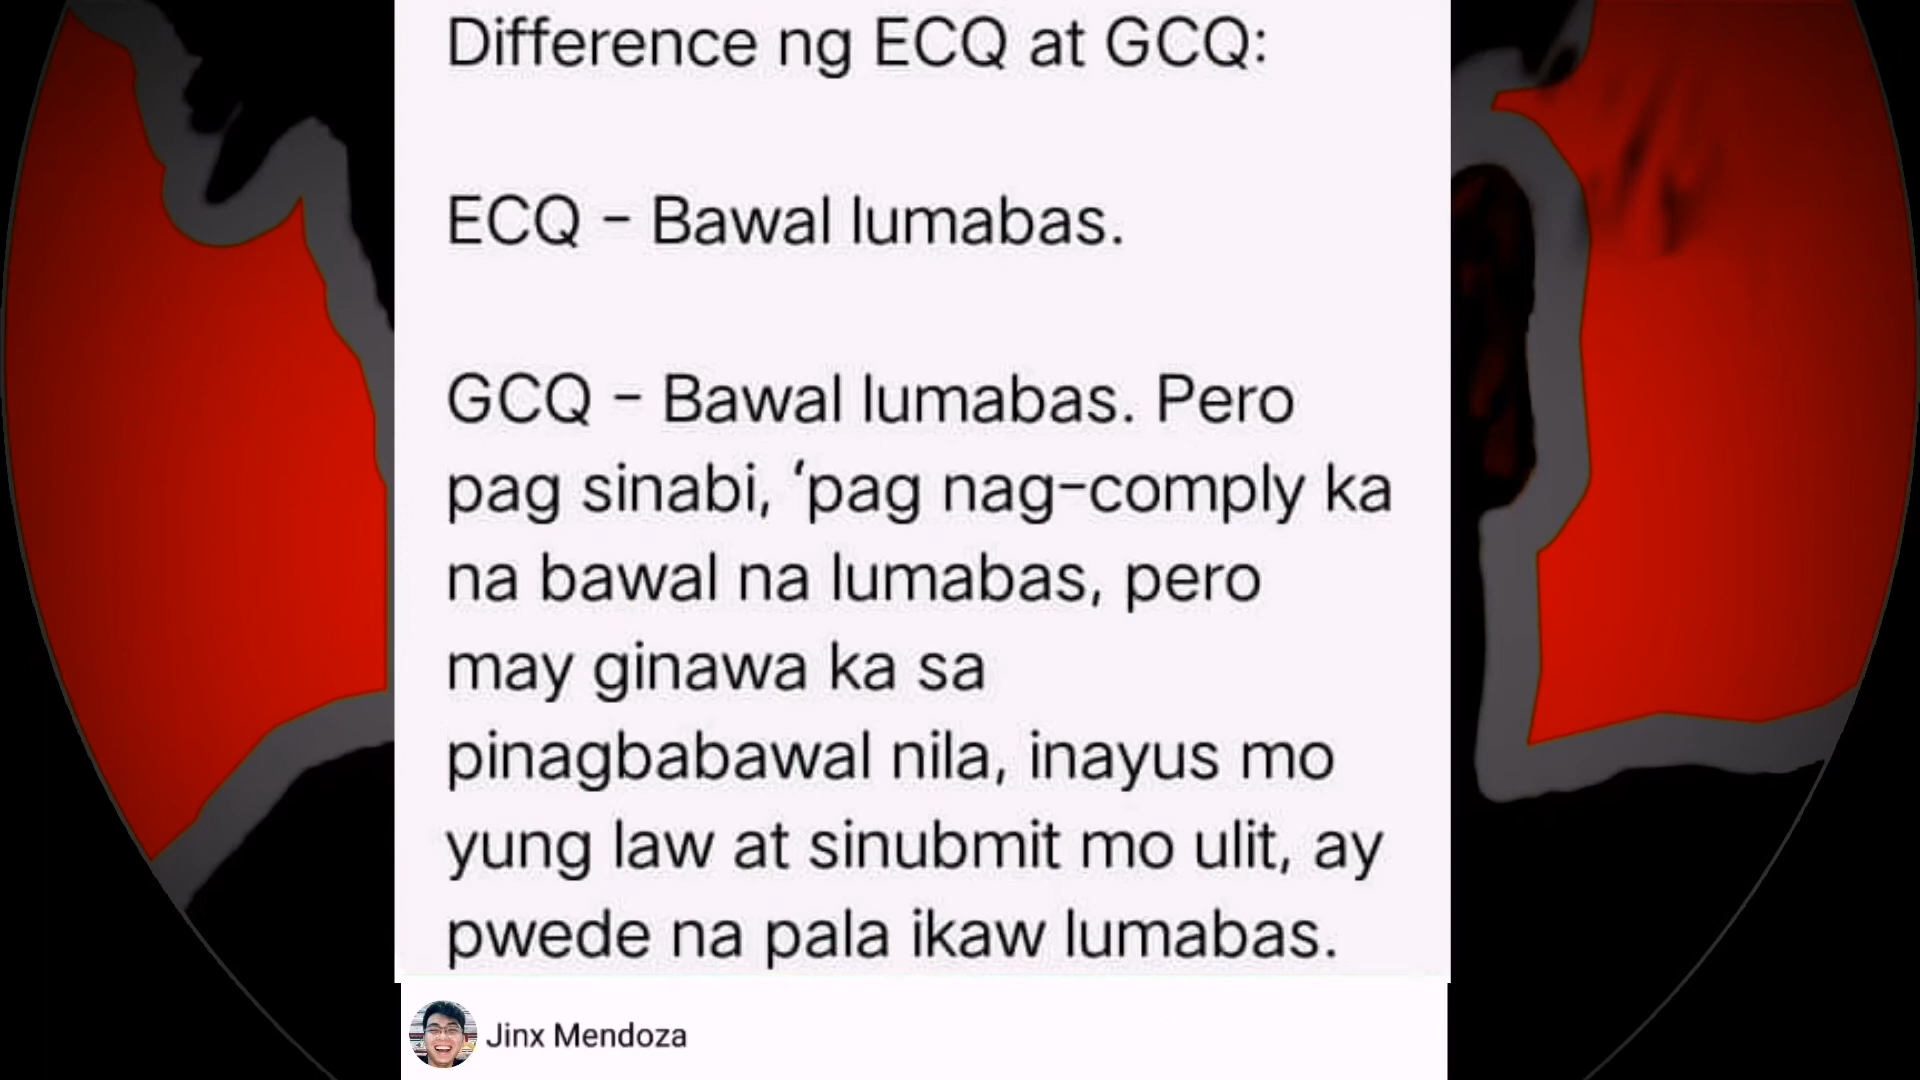 Difference ng ECQ at GCQ:
ECQ - Bawal lumabas.
GCQ - Bawal lumabas. Pero
pag sinabi, ‘pag nag-comply ka
na bawal na lumabas, pero
may ginawa ka sa
pinagbabawal nila, inayus mo
yung law at sinubmit mo ulit, ay
pwede na pala ikaw lumabas.
Jinx Mendoza